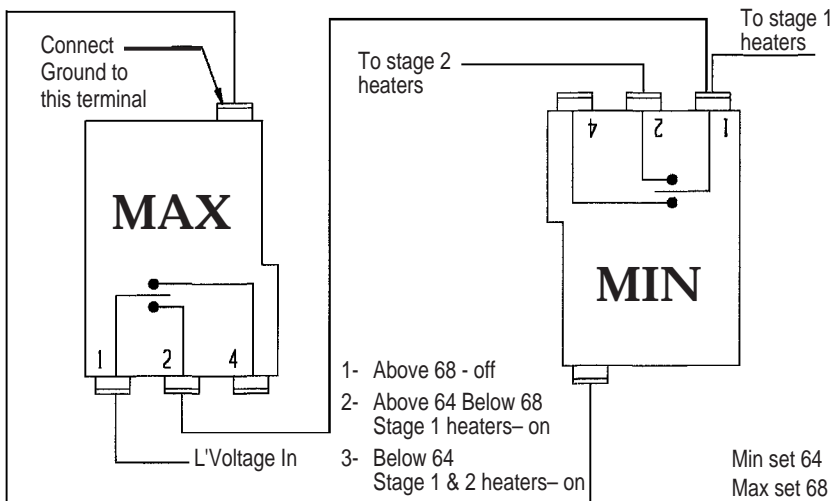 Connect
Ground to
this terminal
To stage 2
heaters
To stage 1
heaters
4 2 1
MAX
MIN
1 2 4
L'Voltage In
1- Above 68 - off
2- Above 64 Below 68
Stage 1 heaters– on
3- Below 64
Stage 1 & 2 heaters– on
Min set 64
Max set 68